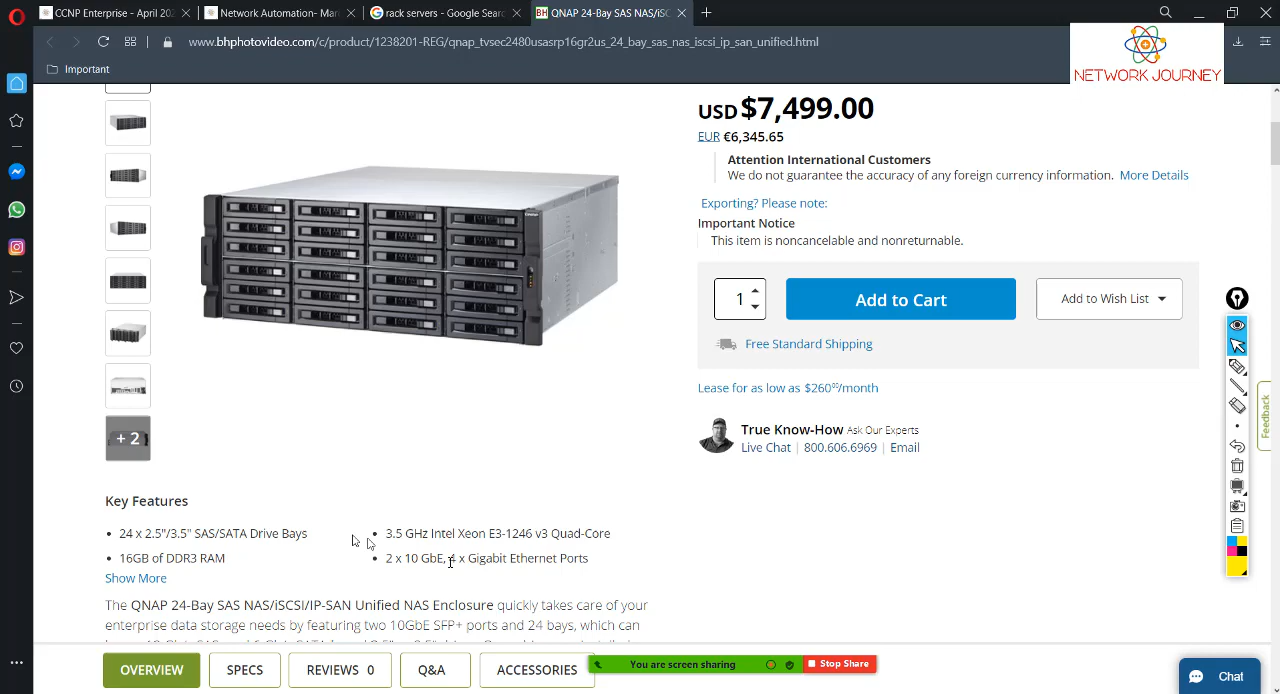 CCNP Enterprise - April 202
Network Automation- Mar
rack servers - Google Sear
BH QNAP 24-Bay SAS NAS/iSC
www.bhphotovideo.com/c/product/1238201-REG/qnap_tvsec2480usasrp16gr2us_24_bay_sas_nas_iscsi_ip_san_unified.html
Important
NETWORK JOURNEY
USD $7,499.00
EUR €6,345.65
Attention International Customers
We do not guarantee the accuracy of any foreign currency information. More Details
Exporting? Please note:
Important Notice
This item is noncancelable and nonreturnable.
1
Add to Cart
Add to Wish List
Free Standard Shipping
Lease for as low as $260⁰⁰/month
True Know-How Ask Our Experts
Live Chat | 800.606.6969 | Email
+ 2
Feedback
Key Features
• 24 x 2.5"/3.5" SAS/SATA Drive Bays
• 3.5 GHz Intel Xeon E3-1246 v3 Quad-Core
• 16GB of DDR3 RAM
• 2 x 10 GbE, 4 x Gigabit Ethernet Ports
Show More
The QNAP 24-Bay SAS NAS/iSCSI/IP-SAN Unified NAS Enclosure quickly takes care of your
enterprise data storage needs by featuring two 10GbE SFP+ ports and 24 bays, which can
OVERVIEW
SPECS
REVIEWS 0
Q&A
ACCESSORIES
You are screen sharing
Stop Share
Chat